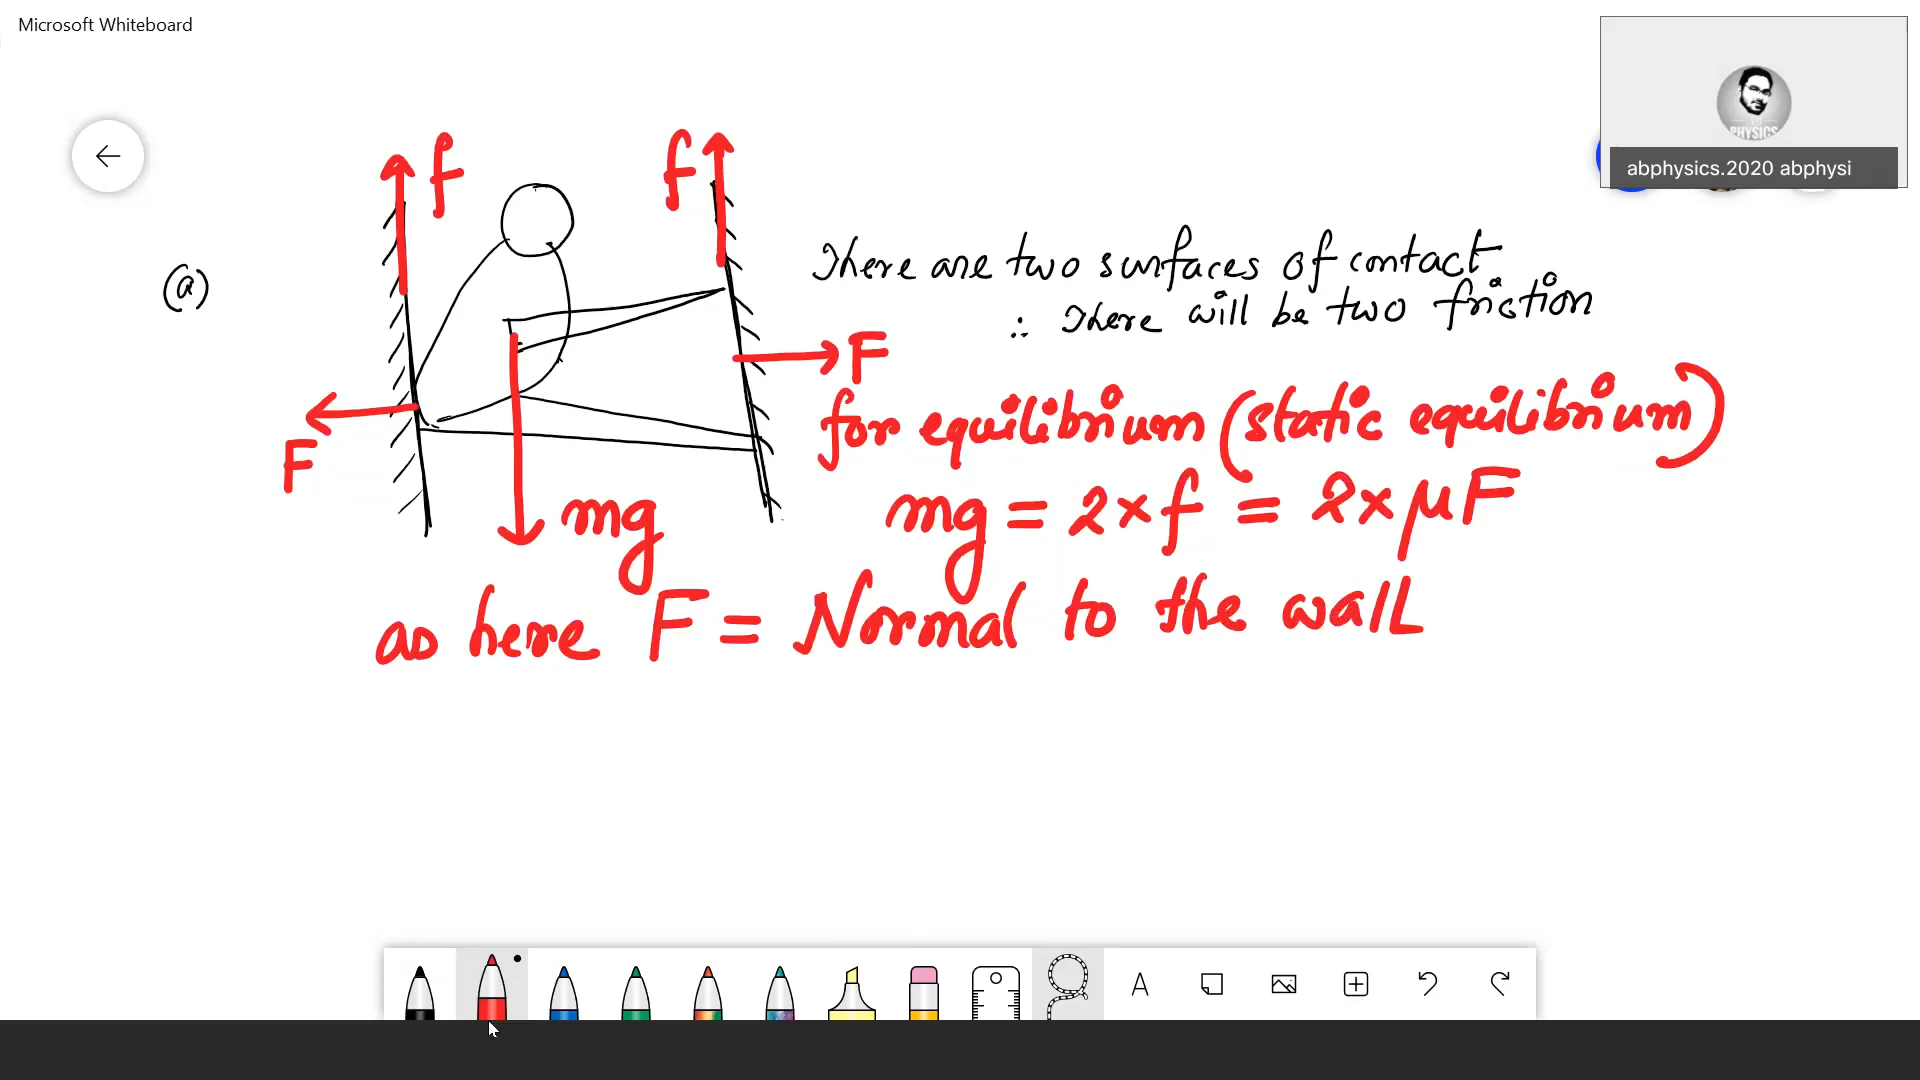 Microsoft Whiteboard
PHYSICS
abphysics.2020 abphysi
f
f
(a)
There are two surfaces of contact
∴ There will be two friction
F
F
for equilibrium (static equilibrium)
mg
mg = 2×f = 2×μF
as here F = Normal to the wall
A